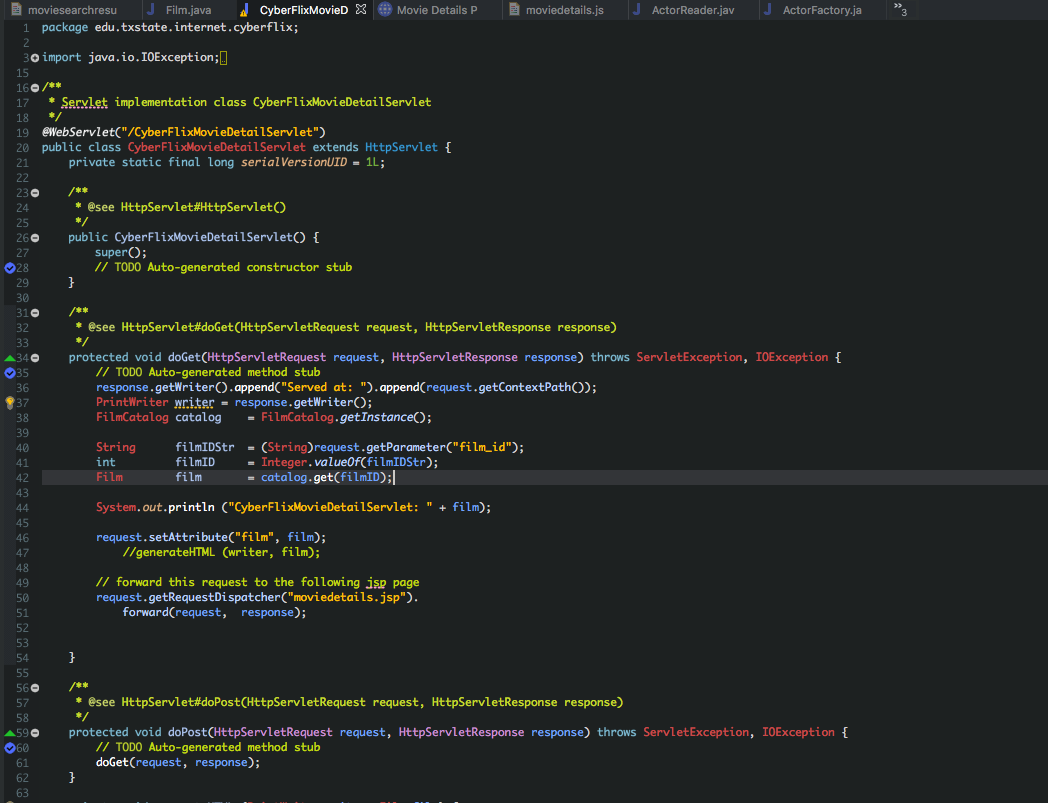 moviesearchresu Film.java CyberFlixMovieD Movie Details P moviedetails.js ActorReader.jav ActorFactory.ja »3
1 package edu.txstate.internet.cyberflix;
2
3 import java.io.IOException;
15
16 /**
17 * Servlet implementation class CyberFlixMovieDetailServlet
18 */
19 @WebServlet("/CyberFlixMovieDetailServlet")
20 public class CyberFlixMovieDetailServlet extends HttpServlet {
21 private static final long serialVersionUID = 1L;
22
23 /**
24 * @see HttpServlet#HttpServlet()
25 */
26 public CyberFlixMovieDetailServlet() {
27 super();
28 // TODO Auto-generated constructor stub
29 }
30
31 /**
32 * @see HttpServlet#doGet(HttpServletRequest request, HttpServletResponse response)
33 */
34 protected void doGet(HttpServletRequest request, HttpServletResponse response) throws ServletException, IOException {
35 // TODO Auto-generated method stub
36 response.getWriter().append("Served at: ").append(request.getContextPath());
37 PrintWriter writer = response.getWriter();
38 FilmCatalog catalog = FilmCatalog.getInstance();
39
40 String filmIDStr = (String)request.getParameter("film_id");
41 int filmID = Integer.valueOf(filmIDStr);
42 Film film = catalog.get(filmID);
43
44 System.out.println ("CyberFlixMovieDetailServlet: " + film);
45
46 request.setAttribute("film", film);
47 //generateHTML (writer, film);
48
49 // forward this request to the following jsp page
50 request.getRequestDispatcher("moviedetails.jsp").
51 forward(request, response);
52
53
54 }
55
56 /**
57 * @see HttpServlet#doPost(HttpServletRequest request, HttpServletResponse response)
58 */
59 protected void doPost(HttpServletRequest request, HttpServletResponse response) throws ServletException, IOException {
60 // TODO Auto-generated method stub
61 doGet(request, response);
62 }
63